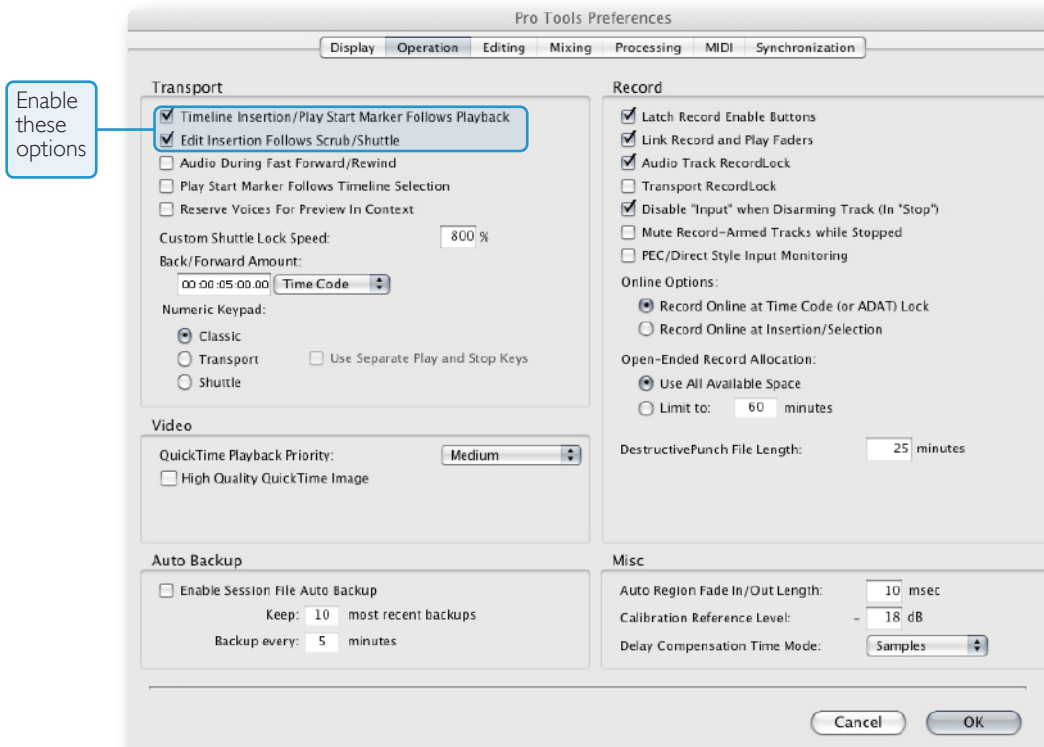 Pro Tools Preferences
Display Operation Editing Mixing Processing MIDI Synchronization
Enable
these
options
Transport
Timeline Insertion/Play Start Marker Follows Playback
Edit Insertion Follows Scrub/Shuttle
Audio During Fast Forward/Rewind
Play Start Marker Follows Timeline Selection
Reserve Voices For Preview In Context
Custom Shuttle Lock Speed: 800 %
Back/Forward Amount:
00:00:05:00.00 Time Code
Numeric Keypad:
Classic
Transport Use Separate Play and Stop Keys
Shuttle
Video
QuickTime Playback Priority: Medium
High Quality QuickTime Image
Auto Backup
Enable Session File Auto Backup
Keep: 10 most recent backups
Backup every: 5 minutes
Record
Latch Record Enable Buttons
Link Record and Play Faders
Audio Track RecordLock
Transport RecordLock
Disable "Input" when Disarming Track (In "Stop")
Mute Record-Armed Tracks while Stopped
PEC/Direct Style Input Monitoring
Online Options:
Record Online at Time Code (or ADAT) Lock
Record Online at Insertion/Selection
Open-Ended Record Allocation:
Use All Available Space
Limit to: 60 minutes
DestructivePunch File Length: 25 minutes
Misc
Auto Region Fade In/Out Length: 10 msec
Calibration Reference Level: - 18 dB
Delay Compensation Time Mode: Samples
Cancel OK